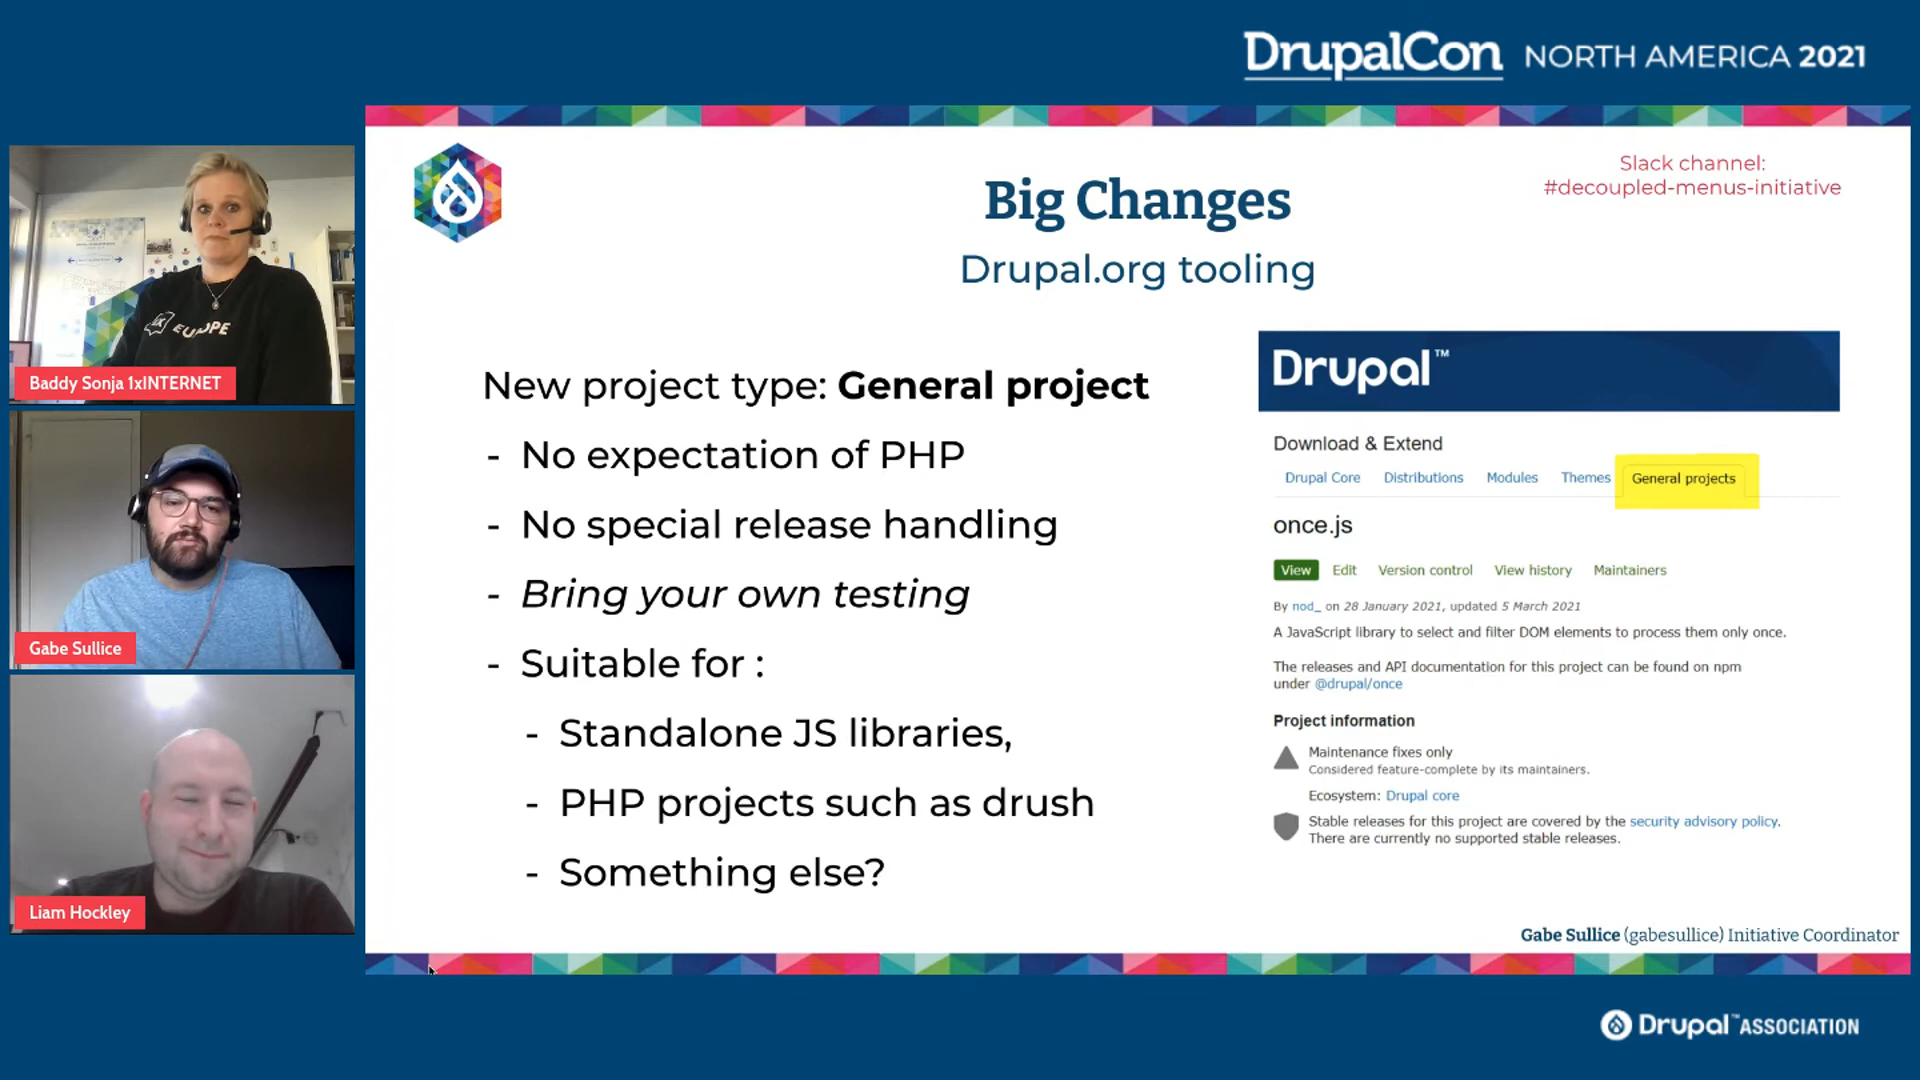 DrupalCon NORTH AMERICA 2021
Slack channel:
#decoupled-menus-initiative
Big Changes
Drupal.org tooling
New project type: General project
- No expectation of PHP
- No special release handling
- Bring your own testing
- Suitable for :
- Standalone JS libraries,
- PHP projects such as drush
- Something else?
Drupal™
Download & Extend
Drupal Core Distributions Modules Themes General projects
once.js
View Edit Version control View history Maintainers
By nod_ on 28 January 2021, updated 5 March 2021
A JavaScript library to select and filter DOM elements to process them only once.
The releases and API documentation for this project can be found on npm
under @drupal/once
Project information
Maintenance fixes only
Considered feature-complete by its maintainers.
Ecosystem: Drupal core
Stable releases for this project are covered by the security advisory policy.
There are currently no supported stable releases.
Gabe Sullice (gabesullice) Initiative Coordinator
EUROPE
Baddy Sonja 1xINTERNET
Gabe Sullice
Liam Hockley
Drupal™ ASSOCIATION